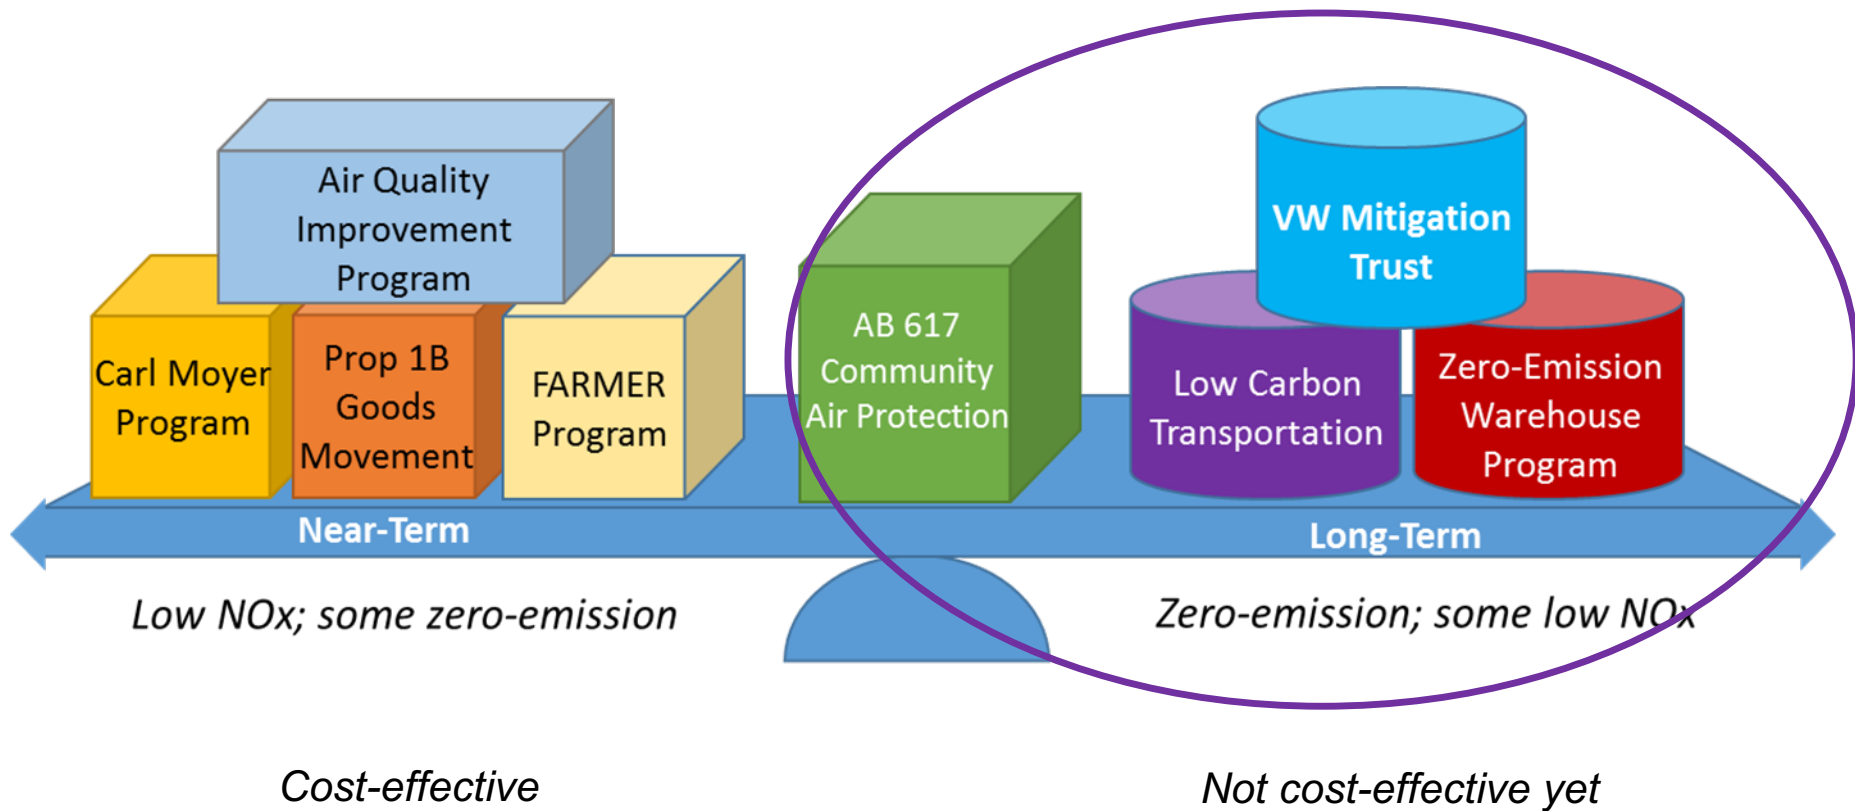 Air Quality
Improvement
Program
Carl Moyer
Program
Prop 1B
Goods
Movement
FARMER
Program
AB 617
Community
Air Protection
VW Mitigation
Trust
Low Carbon
Transportation
Zero-Emission
Warehouse
Program
Near-Term
Long-Term
Low NOx; some zero-emission
Zero-emission; some low NOx
Cost-effective
Not cost-effective yet